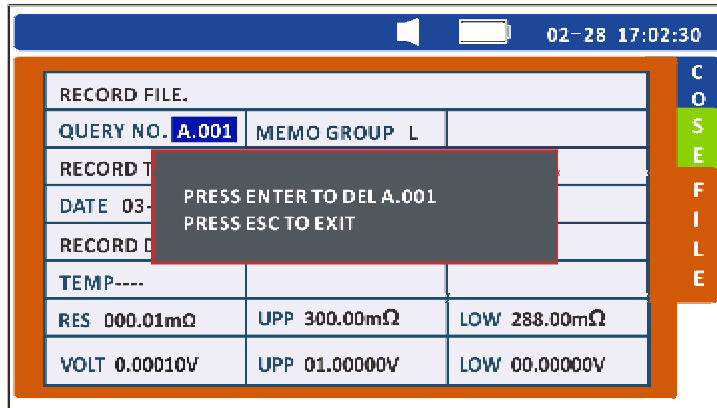 02-28 17:02:30
RECORD FILE.
QUERY NO. A.001 MEMO GROUP L
RECORD T
DATE 03-
RECORD D
PRESS ENTER TO DEL A.001
PRESS ESC TO EXIT
TEMP----
RES 000.01mΩ UPP 300.00mΩ LOW 288.00mΩ
VOLT 0.00010V UPP 01.00000V LOW 00.00000V
C
O
S
E
F
I
L
E